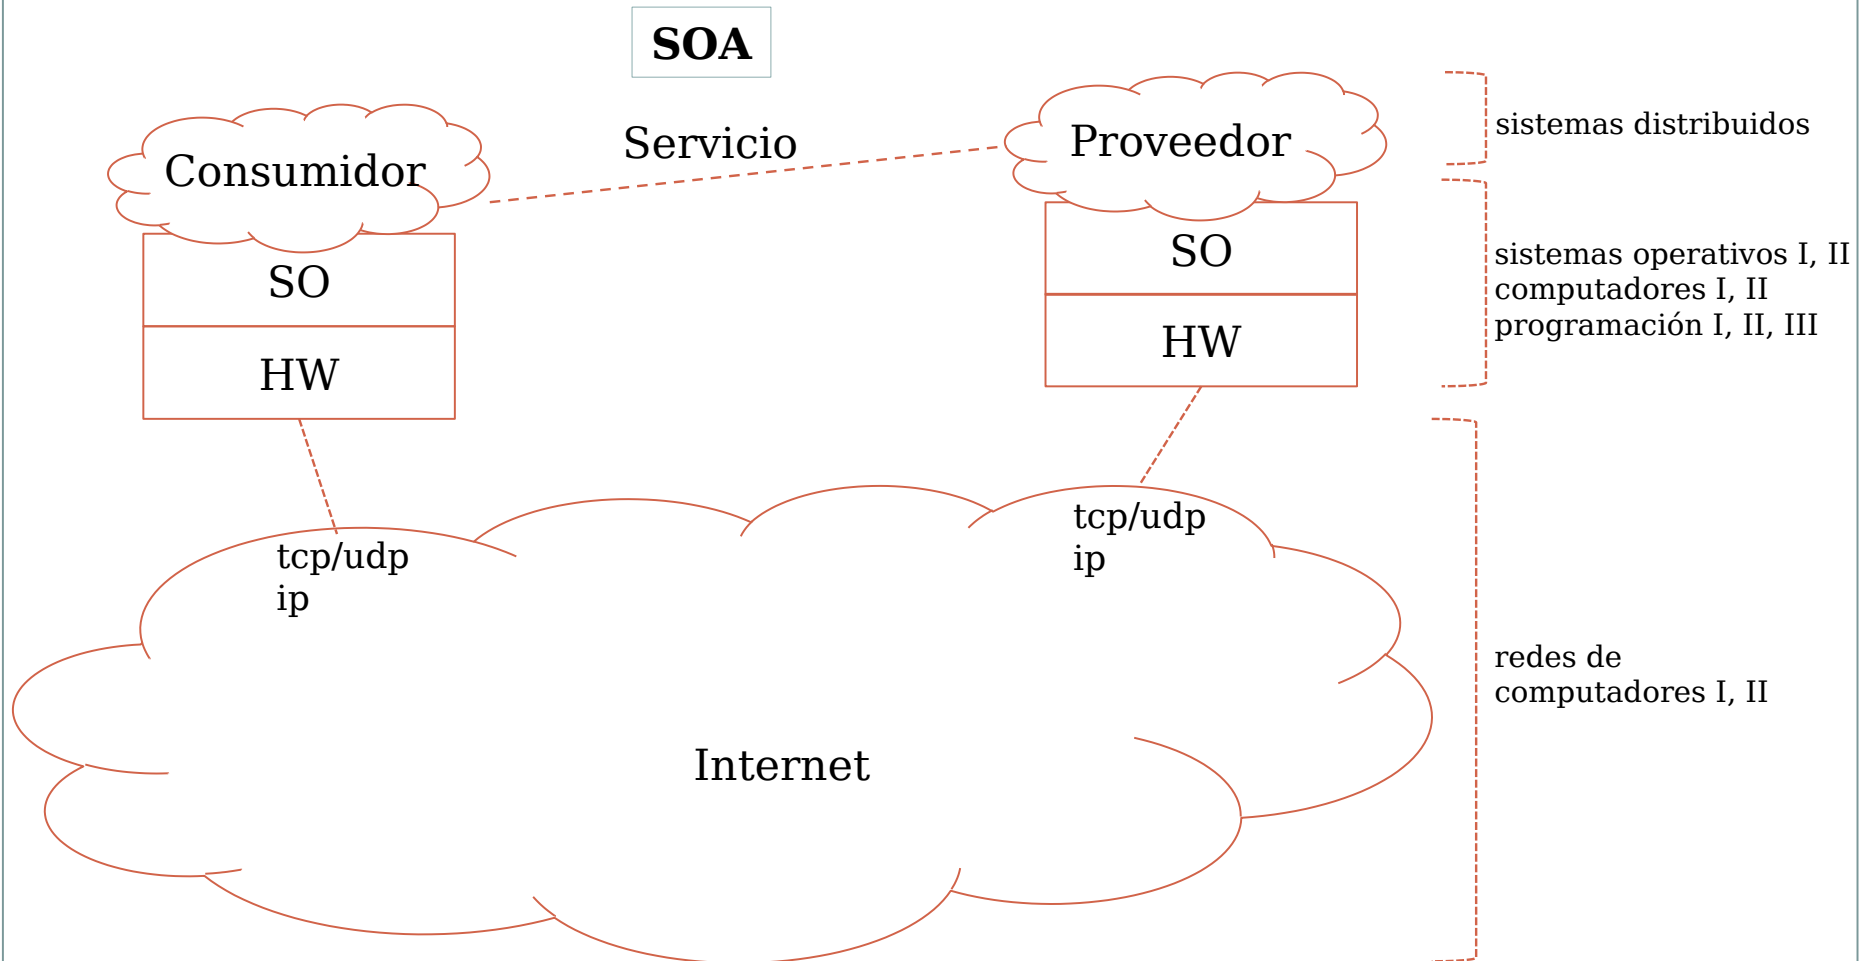 SOA
Consumidor
Servicio
Proveedor
sistemas distribuidos
SO
HW
SO
HW
sistemas operativos I, II
computadores I, II
programación I, II, III
tcp/udp
ip
tcp/udp
ip
Internet
redes de
computadores I, II